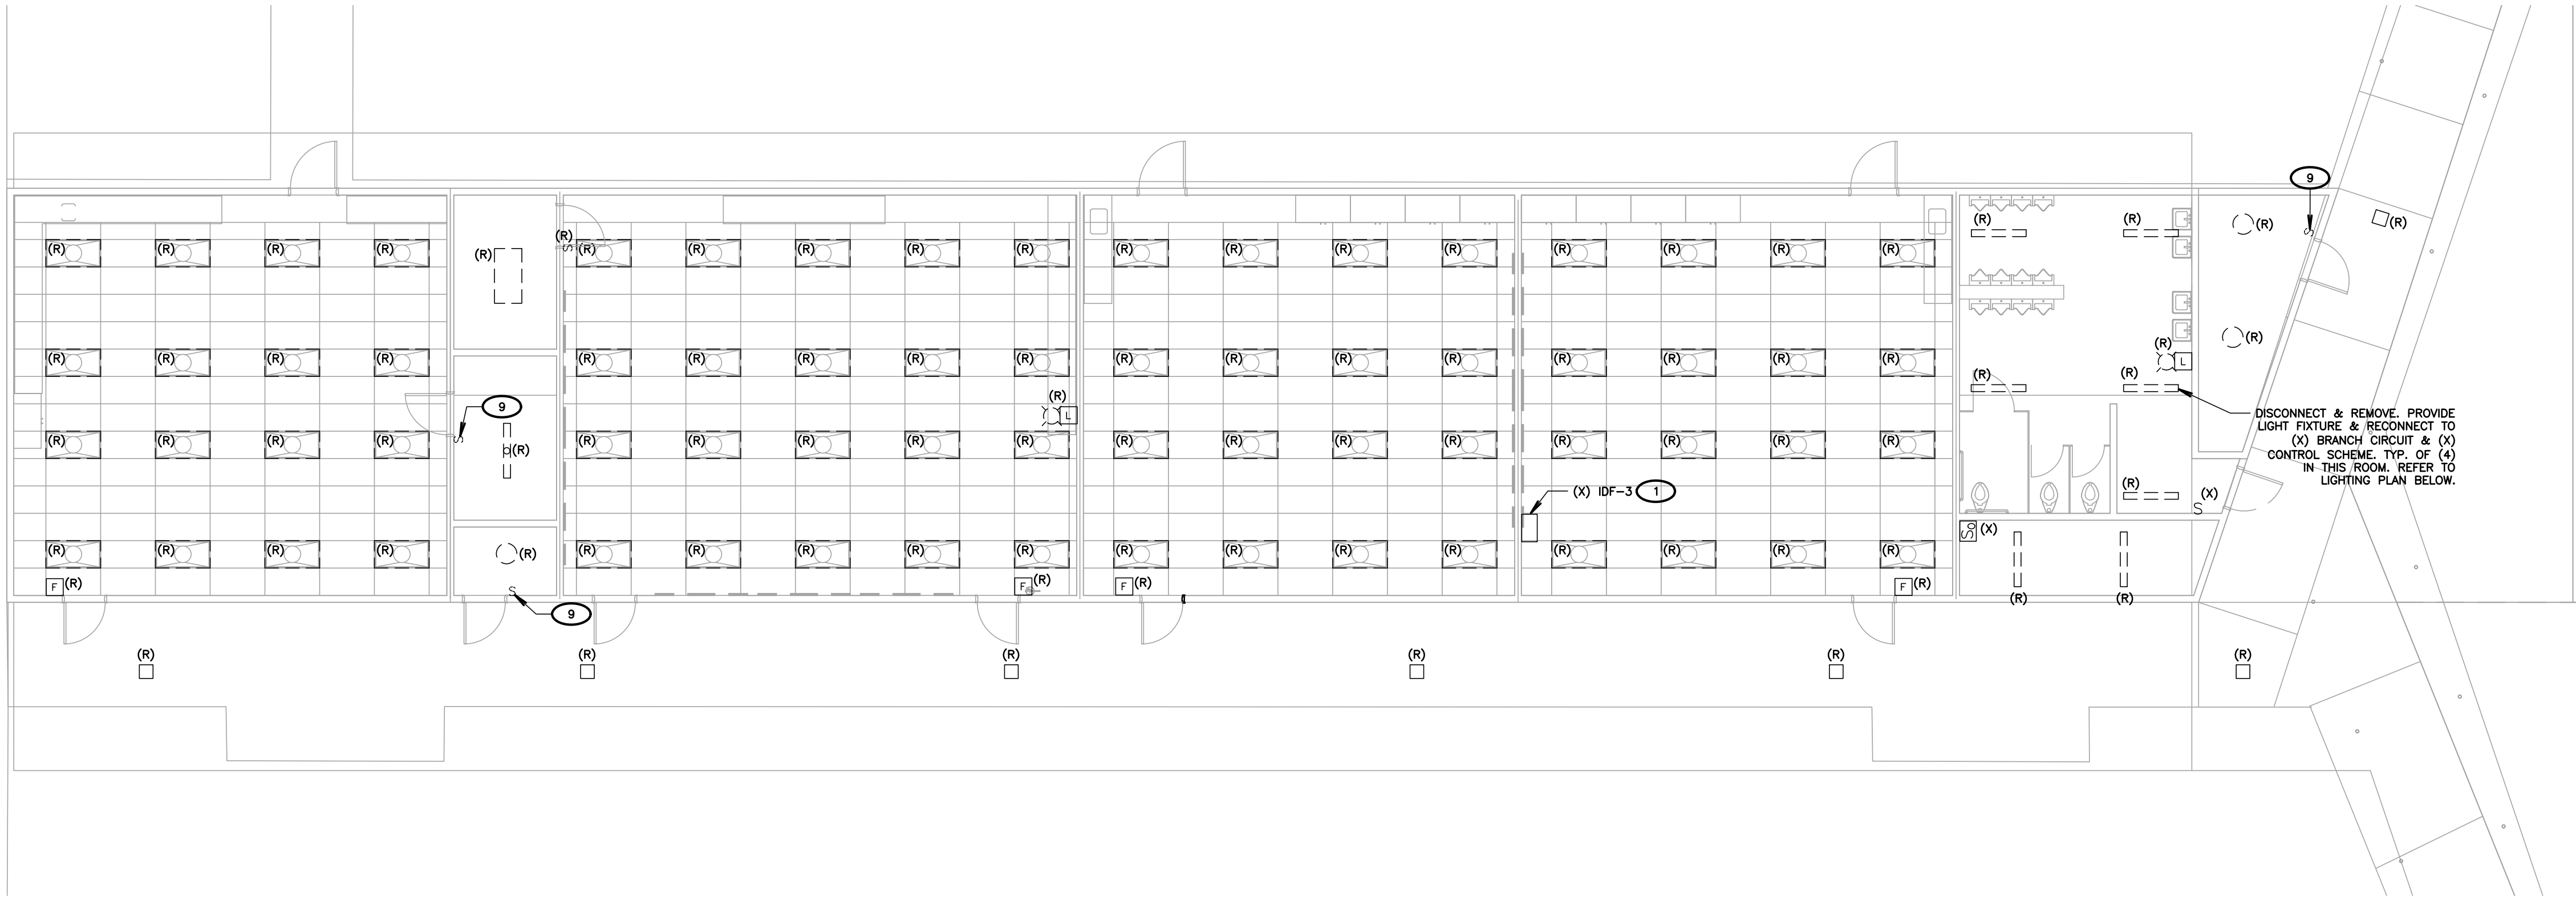 9
(R) (R) (R) (R)
(R)
(R) (R)
(R) (R) (R) (R) (R) (R) (R) (R) (R) (R) (R) (R) (R) (R) (R) (R) (R) (R)
S
S
(R)
(R) (R) (R) (R) (R) (R) (R) (R) (R) (R) (R) (R) (R) (R) (R) (R) (R)
(R)
L
(R) (R)
(R)
L
9
S
(R) (R) (R) (R) (R) (R) (R) (R) (R) (R) (R) (R) (R) (R) (R) (R) (R)
(R)
DISCONNECT & REMOVE. PROVIDE
LIGHT FIXTURE & RECONNECT TO
(X) BRANCH CIRCUIT & (X)
CONTROL SCHEME. TYP. OF (4)
IN THIS ROOM. REFER TO
LIGHTING PLAN BELOW.
(X) IDF-3 1
(R)
(X)
S
So (X)
(R) (R) (R) (R) (R) (R) (R) (R) (R) (R) (R) (R) (R) (R) (R) (R) (R)
(R)
F (R)
F (R)
F (R)
F (R)
S
9
(R) (R)
(R) (R) (R) (R) (R) (R)